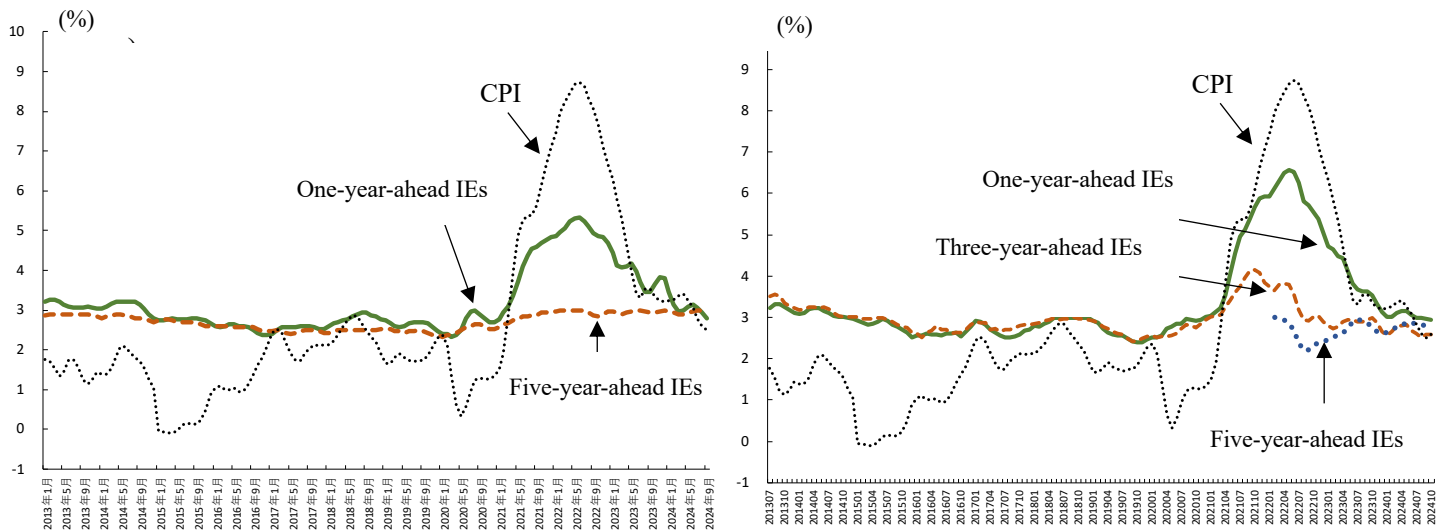 (%)
10
9
8
7
6
5
4
3
2
1
0
-1
CPI
One-year-ahead IEs
Five-year-ahead IEs
2013年1月
2013年5月
2013年9月
2014年1月
2014年5月
2014年9月
2015年1月
2015年5月
2015年9月
2016年1月
2016年5月
2016年9月
2017年1月
2017年5月
2017年9月
2018年1月
2018年5月
2018年9月
2019年1月
2019年5月
2019年9月
2020年1月
2020年5月
2020年9月
2021年1月
2021年5月
2021年9月
2022年1月
2022年5月
2022年9月
2023年1月
2023年5月
2023年9月
2024年1月
2024年5月
2024年9月
(%)
9
8
7
6
5
4
3
2
1
0
-1
CPI
One-year-ahead IEs
Three-year-ahead IEs
Five-year-ahead IEs
201307
201310
201401
201404
201407
201410
201501
201504
201507
201510
201601
201604
201607
201610
201701
201704
201707
201710
201801
201804
201807
201810
201901
201904
201907
201910
202001
202004
202007
202010
202101
202104
202107
202110
202201
202204
202207
202210
202301
202304
202307
202310
202401
202404
202407
202410